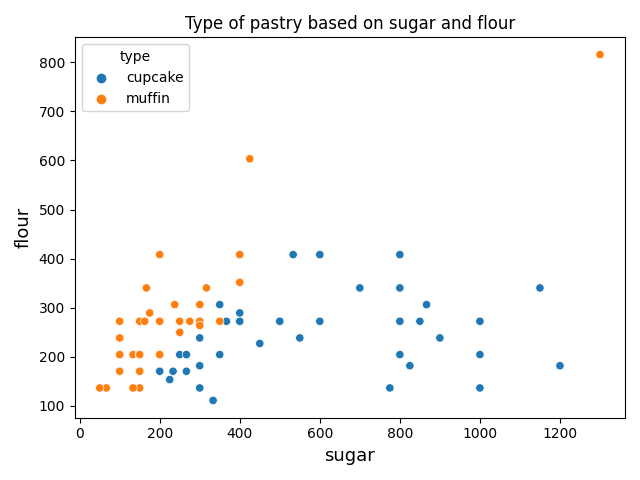 Type of pastry based on sugar and flour
type
cupcake
muffin
flour
800
700
600
500
400
300
200
100
0 200 400 600 800 1000 1200
sugar